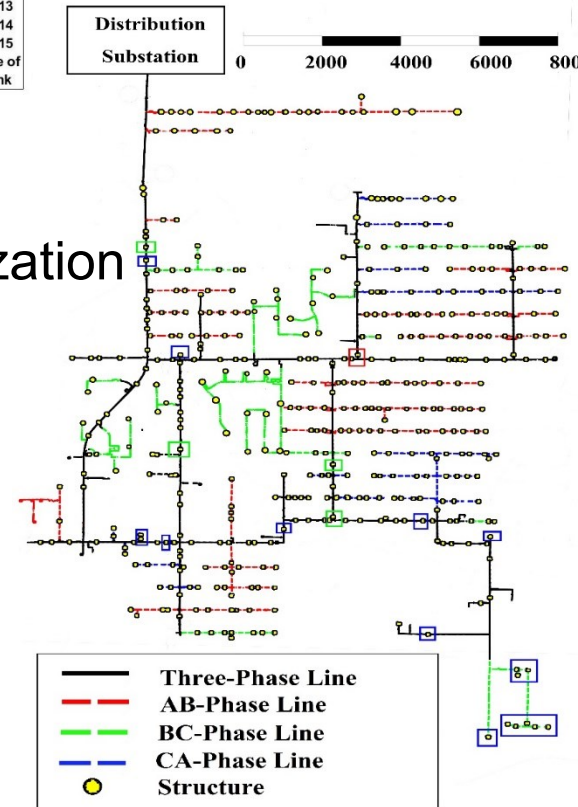 13
14
15
e of
nk
Distribution
Substation
0 2000 4000 6000 800
zation
Three-Phase Line
AB-Phase Line
BC-Phase Line
CA-Phase Line
Structure